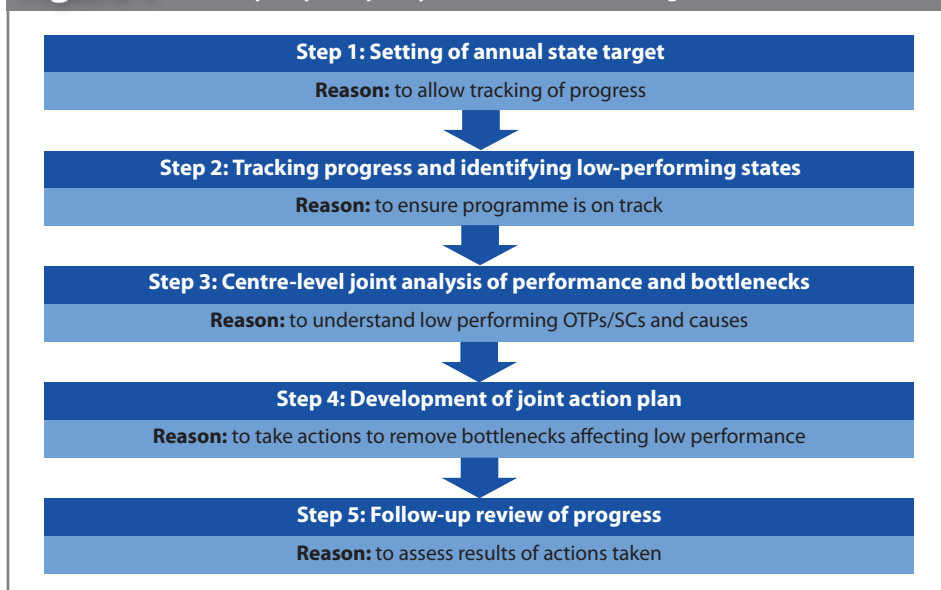 Step 1: Setting of annual state target
Reason: to allow tracking of progress
Step 2: Tracking progress and identifying low-performing states
Reason: to ensure programme is on track
Step 3: Centre-level joint analysis of performance and bottlenecks
Reason: to understand low performing OTPs/SCs and causes
Step 4: Development of joint action plan
Reason: to take actions to remove bottlenecks affecting low performance
Step 5: Follow-up review of progress
Reason: to assess results of actions taken